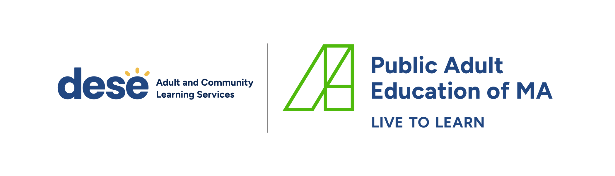 dese
Adult and Community
Learning Services
Public Adult
Education of MA
LIVE TO LEARN